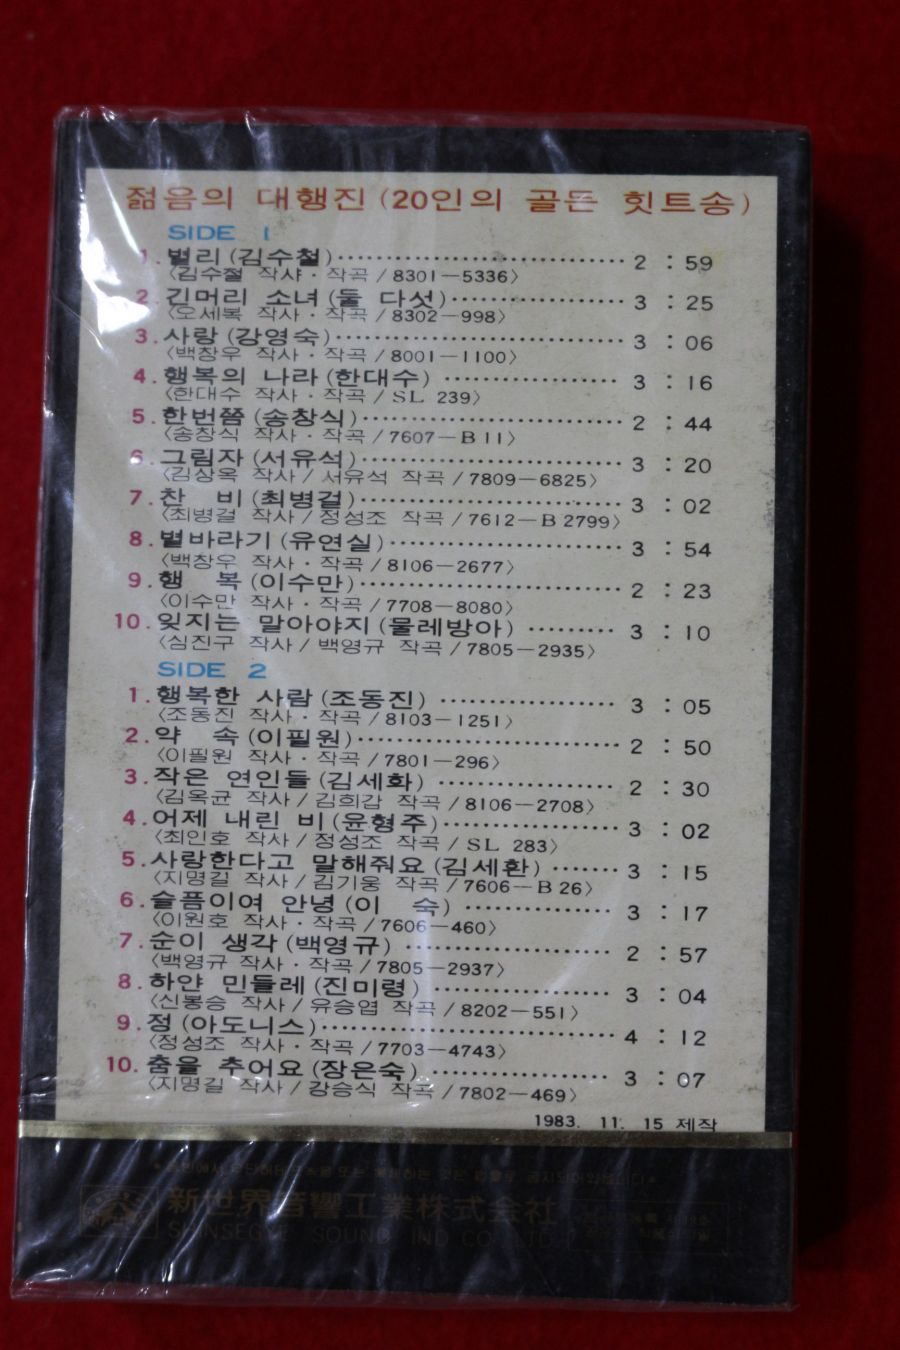 젊음의 대행진 (20인의 골든 힛트송)
SIDE 1
1. 별리 (김수철) 2 : 59
〈김수철 작사 · 작곡 / 8301—5336〉
2. 긴머리 소녀 (둘 다섯) 3 : 25
〈오세복 작사 · 작곡 / 8302—998〉
3. 사랑 (강영숙) 3 : 06
〈백창우 작사 · 작곡 / 8001—1100〉
4. 행복의 나라 (한대수) 3 : 16
〈한대수 작사 · 작곡 / SL 239〉
5. 한번쯤 (송창식) 2 : 44
〈송창식 작사 · 작곡 / 7607—B 11〉
6. 그림자 (서유석) 3 : 20
〈김상옥 작사 / 서유석 작곡 / 7809—6825〉
7. 찬 비 (최병걸) 3 : 02
〈최병걸 작사 / 정성조 작곡 / 7612—B 2799〉
8. 별바라기 (유연실) 3 : 54
〈백창우 작사 · 작곡 / 8106—2677〉
9. 행 복 (이수만) 2 : 23
〈이수만 작사 · 작곡 / 7708—8080〉
10. 잊지는 말아야지 (물레방아) 3 : 10
〈심진구 작사 / 백영규 작곡 / 7805—2935〉
SIDE 2
1. 행복한 사람 (조동진) 3 : 05
〈조동진 작사 · 작곡 / 8103—1251〉
2. 약 속 (이필원) 2 : 50
〈이필원 작사 · 작곡 / 7801—296〉
3. 작은 연인들 (김세화) 2 : 30
〈김옥균 작사 / 김희갑 작곡 / 8106—2708〉
4. 어제 내린 비 (윤형주) 3 : 02
〈최인호 작사 / 정성조 작곡 / SL 283〉
5. 사랑한다고 말해줘요 (김세환) 3 : 15
〈지명길 작사 / 김기웅 작곡 / 7606—B 26〉
6. 슬픔이여 안녕 (이 숙) 3 : 17
〈이원호 작사 · 작곡 / 7606—460〉
7. 순이 생각 (백영규) 2 : 57
〈백영규 작사 · 작곡 / 7805—2937〉
8. 하얀 민들레 (진미령) 3 : 04
〈신봉승 작사 / 유승엽 작곡 / 8202—551〉
9. 정 (아도니스) 4 : 12
〈정성조 작사 · 작곡 / 7703—4743〉
10. 춤을 추어요 (장은숙) 3 : 07
〈지명길 작사 / 강승식 작곡 / 7802—469〉
1983. 11. 15 제작
新世界音響工業株式会社
SOUND IND CO., LTD